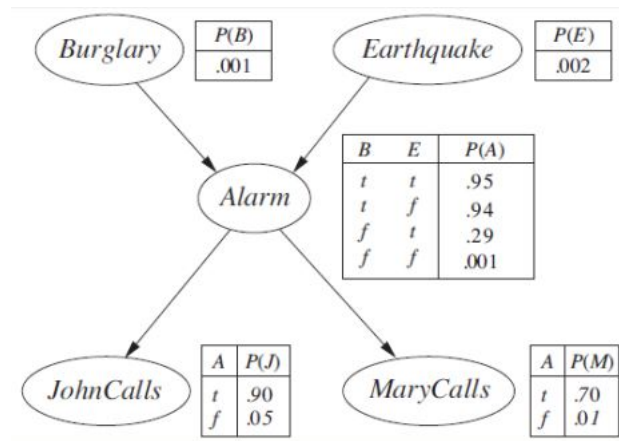 Burglary
P(B)
.001
Earthquake
P(E)
.002
B E P(A)
t t .95
t f .94
f t .29
f f .001
Alarm
JohnCalls
A P(J)
t .90
f .05
MaryCalls
A P(M)
t .70
f .01